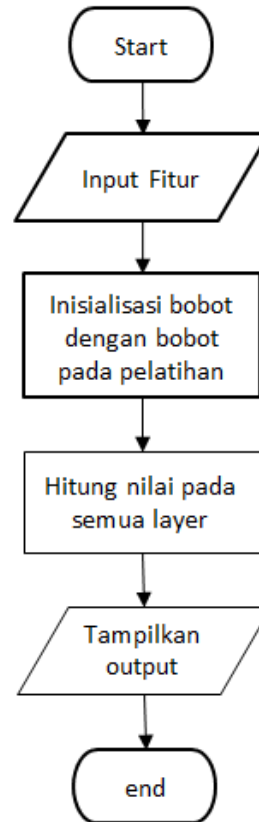 Start
Input Fitur
Inisialisasi bobot
dengan bobot
pada pelatihan
Hitung nilai pada
semua layer
Tampilkan
output
end